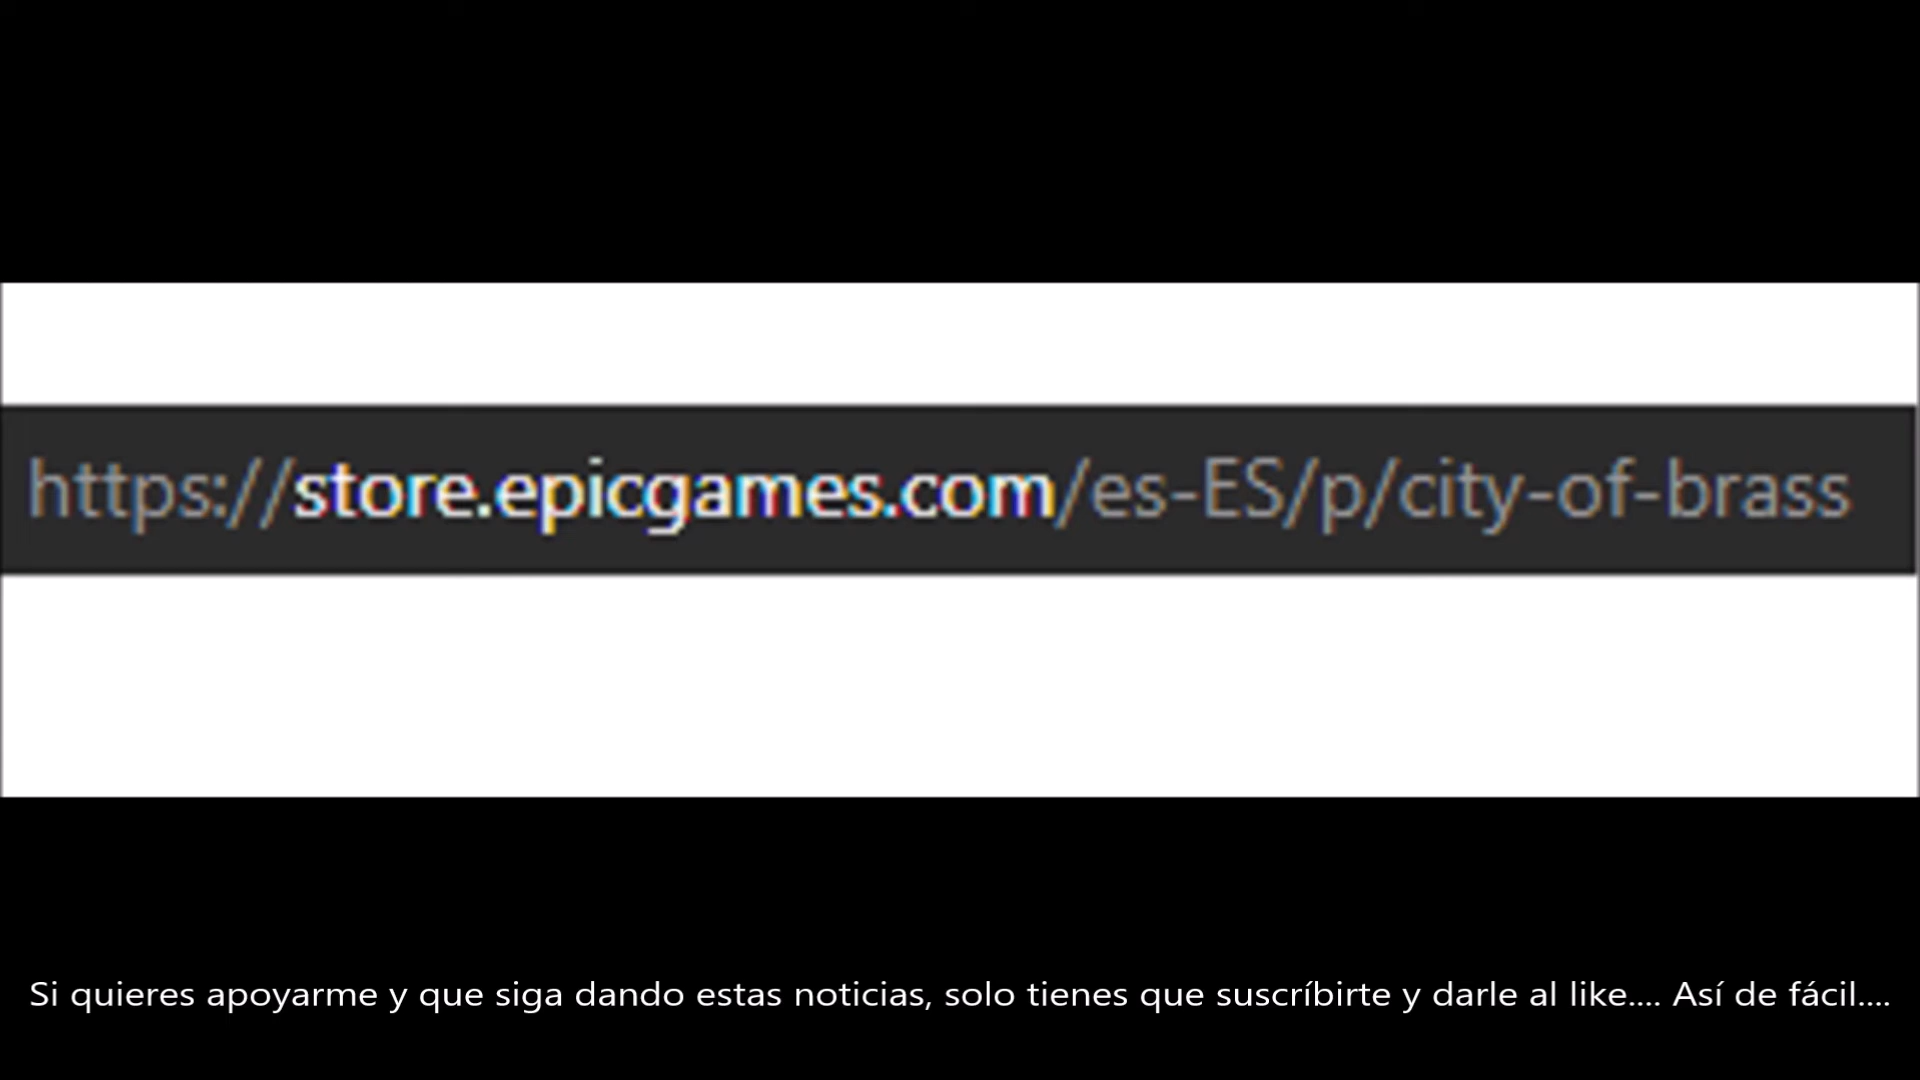 https://store.epicgames.com/es-ES/p/city-of-brass
Si quieres apoyarme y que siga dando estas noticias, solo tienes que suscríbirte y darle al like.... Así de fácil....